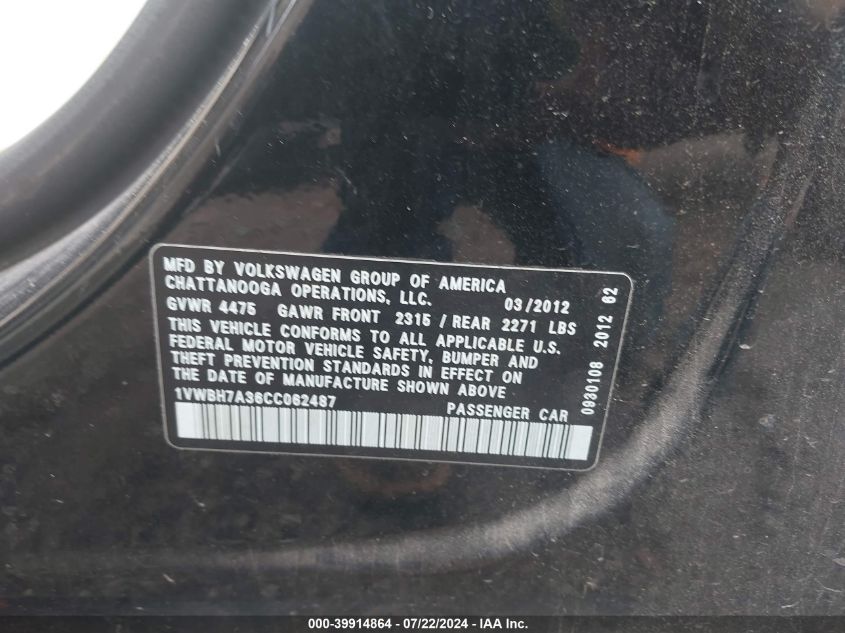 MFD BY VOLKSWAGEN GROUP OF AMERICA
CHATTANOOGA OPERATIONS, LLC. 03/2012
GVWR 4475 GAWR FRONT 2315 / REAR 2271 LBS
THIS VEHICLE CONFORMS TO ALL APPLICABLE U.S.
FEDERAL MOTOR VEHICLE SAFETY, BUMPER AND
THEFT PREVENTION STANDARDS IN EFFECT ON
THE DATE OF MANUFACTURE SHOWN ABOVE
1VWBH7A36CC062487 PASSENGER CAR
0930108 2012 62
000-39914864 / 07/22/2024 - IAA Inc.